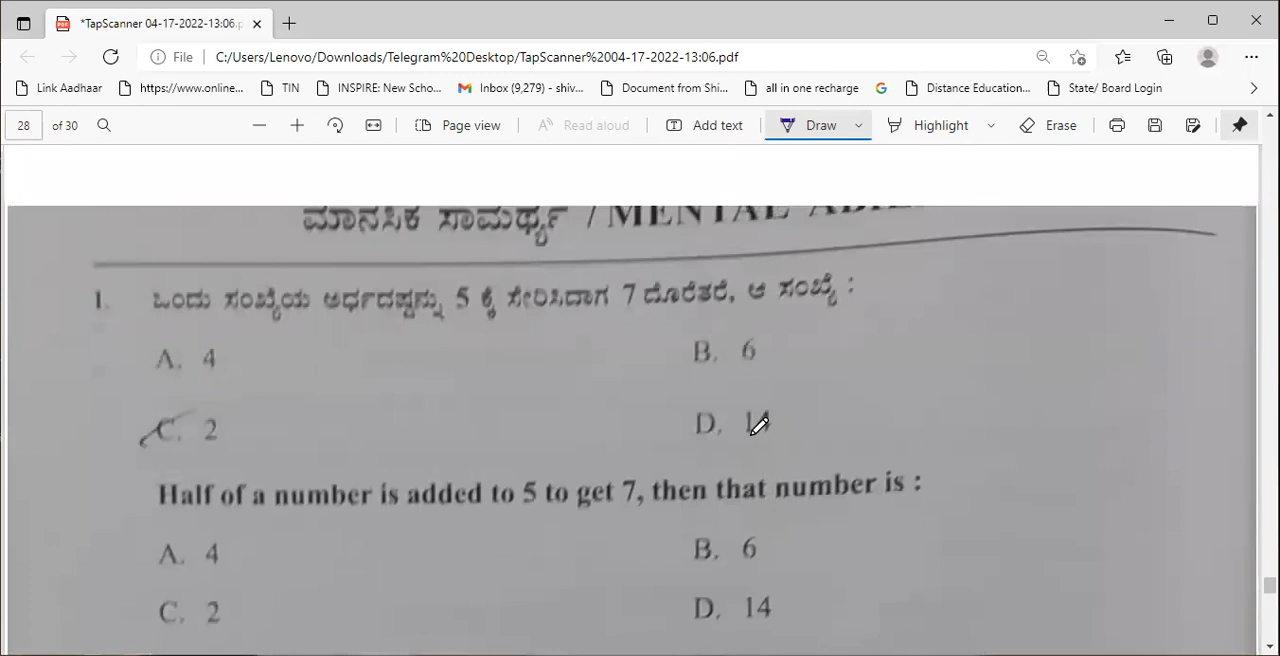 *TapScanner 04-17-2022-13:06.p
File C:/Users/Lenovo/Downloads/Telegram%20Desktop/TapScanner%2004-17-2022-13:06.pdf
Link Aadhaar https://www.online... TIN INSPIRE: New Scho... Inbox (9,279) - shiv... Document from Shi... all in one recharge Distance Education... State/ Board Login
28 of 30 Page view Read aloud Add text Draw Highlight Erase
ಮಾನಸಿಕ ಸಾಮರ್ಥ್ಯ / MENTAL
1. ಒಂದು ಸಂಖ್ಯೆಯ ಅರ್ಧದಷ್ಟನ್ನು 5 ಕ್ಕೆ ಸೇರಿಸಿದಾಗ 7 ದೊರೆತರೆ, ಆ ಸಂಖ್ಯೆ :
A. 4 B. 6
C. 2 D. 14
Half of a number is added to 5 to get 7, then that number is :
A. 4 B. 6
C. 2 D. 14